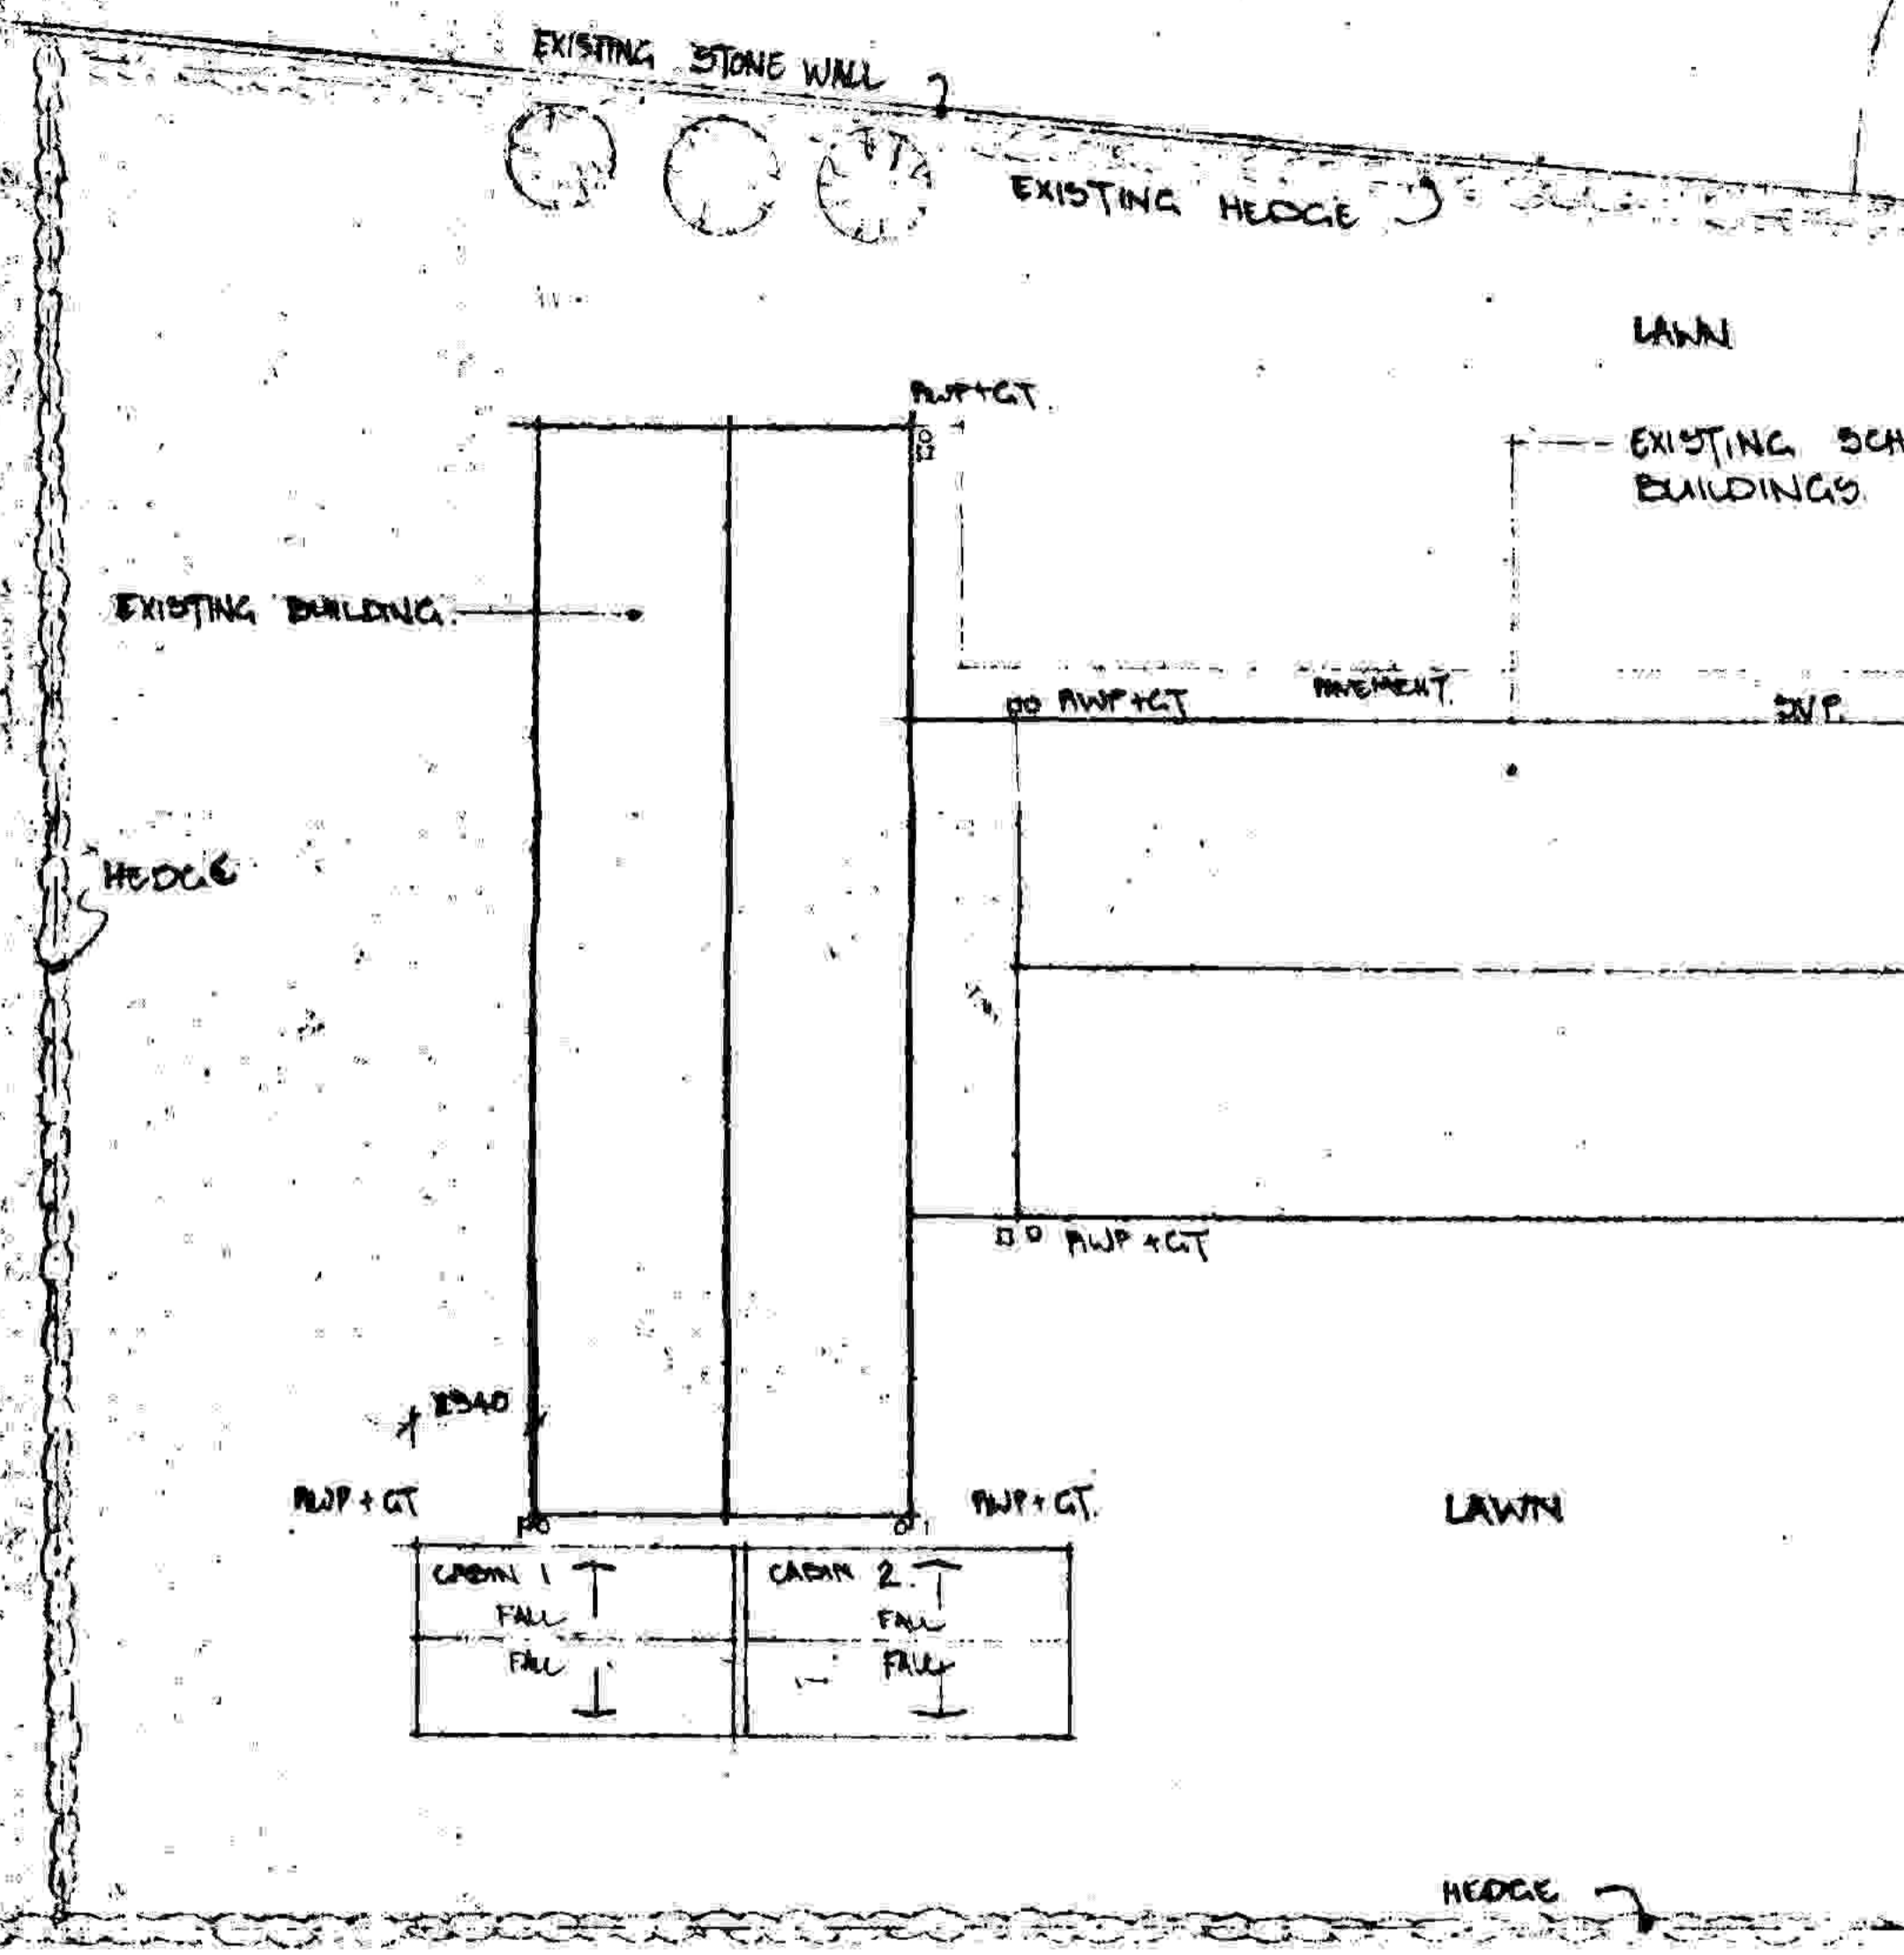 EXISTING STONE WALL
EXISTING HEDGE
LAWN
RWP+GT.
EXISTING SCH
BUILDINGS.
EXISTING BUILDING.
RWP+GT
PAVEMENT.
SVP.
HEDGE
RWP+GT
RWP+GT
RWP+GT.
LAWN
CABIN 1
CABIN 2.
FALL
FALL
FALL
FALL
HEDGE